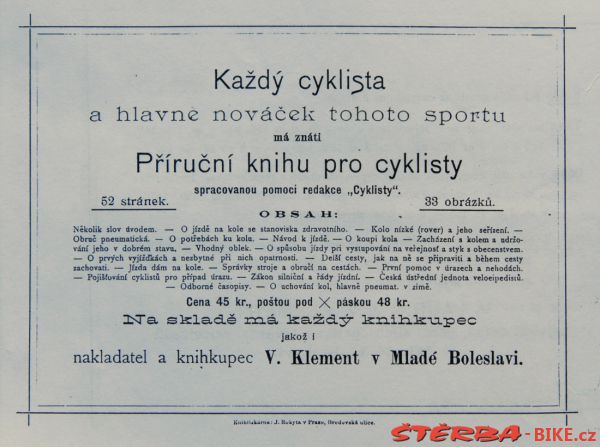 Každý cyklista
a hlavně nováček tohoto sportu
má znáti
Příruční knihu pro cyklisty
spracovanou pomocí redakce „Cyklisty“.
52 stránek. 33 obrázků.
OBSAH:
Několik slov úvodem. — O jízdě na kole se stanoviska zdravotního. — Kolo nízké (rover) a jeho seřízení. —
Obruč pneumatická. — O potřebách ku kola. — Návod k jízdě. — O koupi kola — Zacházení s kolem a udržo-
vání jeho v dobrém stavu. — Vhodný oblek. — O spůsobu jízdy při vystupování na veřejnost a styk s obecenstvem.
— O prvých vyjížďkách a nezbytné při nich opatrnosti. — Delší cesty, jak na ně se připraviti a během cesty
zachovati. — Jízda dám na kole. — Správky stroje a obručí na cestách. — První pomoc v úrazech a nehodách.
— Pojišťování cyklistů pro případ úrazu. — Zákon silniční a řády jízdní. — Česká ústřední jednota veloeipedistů.
— Odborné časopisy. — O uchování kol, hlavně pneumat. v zimě.
Cena 45 kr., poštou pod × páskou 48 kr.
Na skladě má každý knihkupec
jakož i
nakladatel a knihkupec V. Klement v Mladé Boleslavi.
Knihtiskárna: J. Rokyta v Praze, Brodovská ulice.
ŠTĚRBA-BIKE.cz